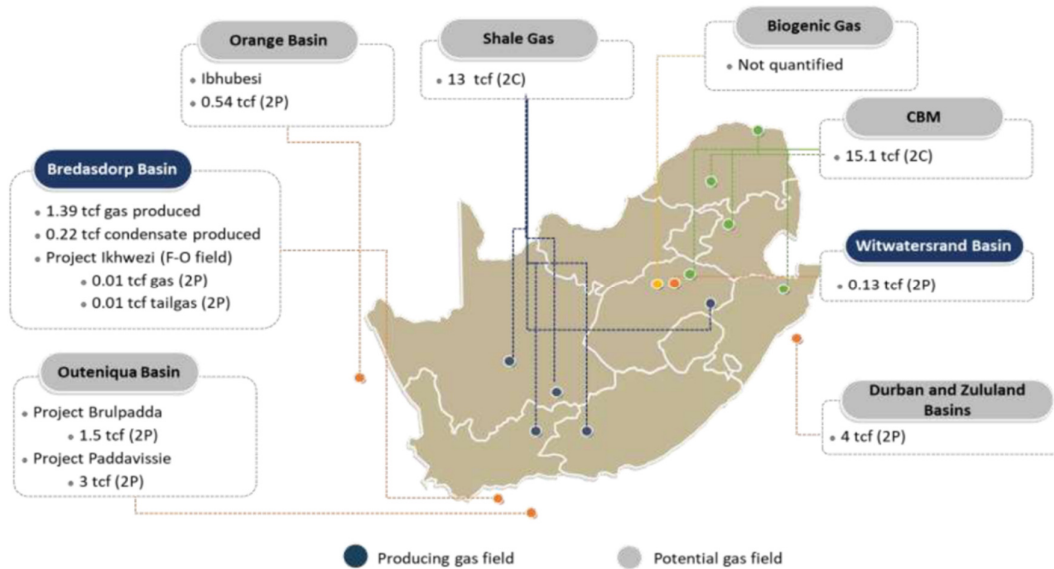 Orange Basin
Ibhubesi
0.54 tcf (2P)
Shale Gas
13 tcf (2C)
Biogenic Gas
Not quantified
CBM
15.1 tcf (2C)
Bredasdorp Basin
1.39 tcf gas produced
0.22 tcf condensate produced
Project Ikhwezi (F-O field)
0.01 tcf gas (2P)
0.01 tcf tailgas (2P)
Witwatersrand Basin
0.13 tcf (2P)
Outeniqua Basin
Project Brulpadda
1.5 tcf (2P)
Project Paddavissie
3 tcf (2P)
Durban and Zululand
Basins
4 tcf (2P)
Producing gas field
Potential gas field